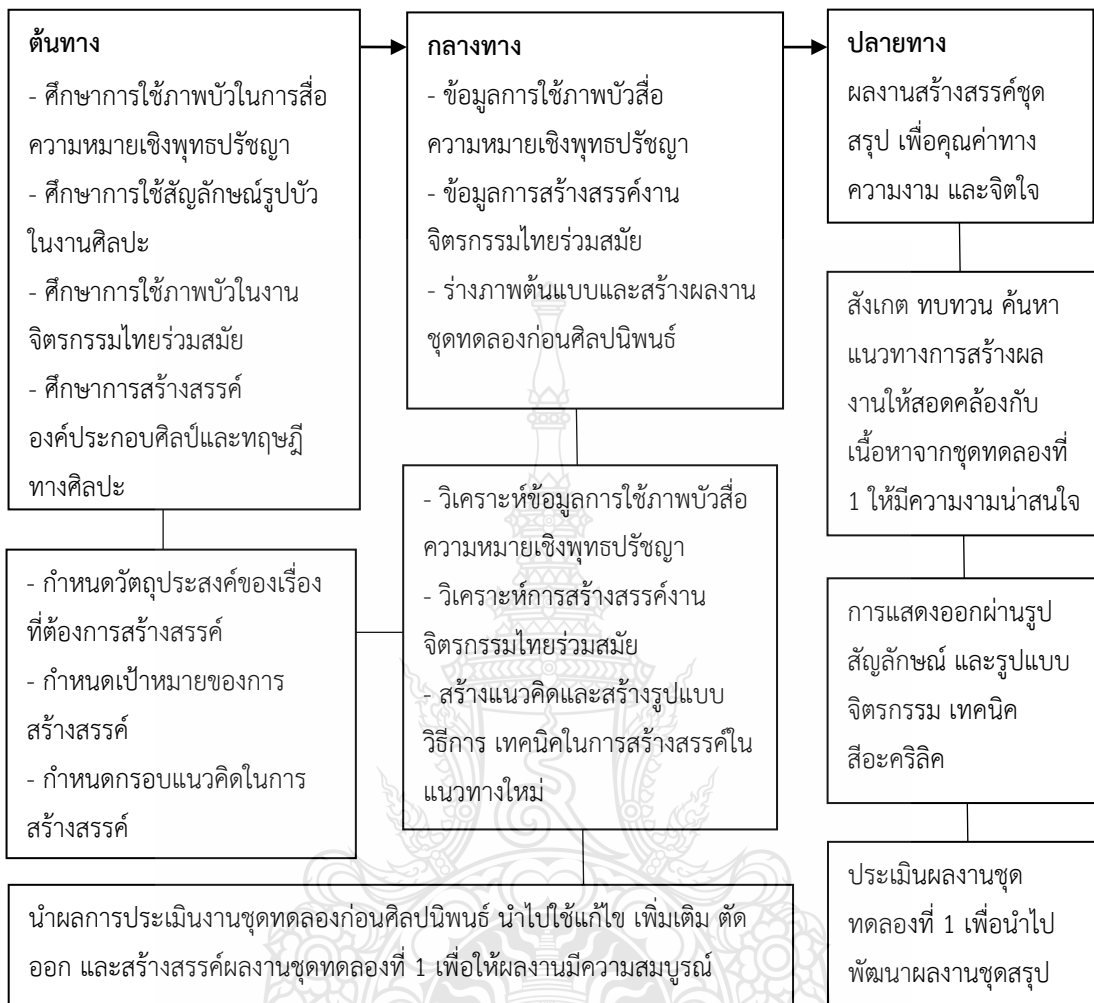 ต้นทาง
- ศึกษาการใช้ภาพบัวในการสื่อ
ความหมายเชิงพุทธปรัชญา
- ศึกษาการใช้สัญลักษณ์รูปบัว
ในงานศิลปะ
- ศึกษาการใช้ภาพบัวในงาน
จิตรกรรมไทยร่วมสมัย
- ศึกษาการสร้างสรรค์
องค์ประกอบศิลป์และทฤษฎี
ทางศิลปะ
- กำหนดวัตถุประสงค์ของเรื่อง
ที่ต้องการสร้างสรรค์
- กำหนดเป้าหมายของการ
สร้างสรรค์
- กำหนดกรอบแนวคิดในการ
สร้างสรรค์
กลางทาง
- ข้อมูลการใช้ภาพบัวสื่อ
ความหมายเชิงพุทธปรัชญา
- ข้อมูลการสร้างสรรค์งาน
จิตรกรรมไทยร่วมสมัย
- ร่างภาพต้นแบบและสร้างผลงาน
ชุดทดลองก่อนศิลปนิพนธ์
- วิเคราะห์ข้อมูลการใช้ภาพบัวสื่อ
ความหมายเชิงพุทธปรัชญา
- วิเคราะห์การสร้างสรรค์งาน
จิตรกรรมไทยร่วมสมัย
- สร้างแนวคิดและสร้างรูปแบบ
วิธีการ เทคนิคในการสร้างสรรค์ใน
แนวทางใหม่
นำผลการประเมินงานชุดทดลองก่อนศิลปนิพนธ์ นำไปใช้แก้ไข เพิ่มเติม ตัด
ออก และสร้างสรรค์ผลงานชุดทดลองที่ 1 เพื่อให้ผลงานมีความสมบูรณ์
ปลายทาง
ผลงานสร้างสรรค์ชุด
สรุป เพื่อคุณค่าทาง
ความงาม และจิตใจ
สังเกต ทบทวน ค้นหา
แนวทางการสร้างผล
งานให้สอดคล้องกับ
เนื้อหาจากชุดทดลองที่
1 ให้มีความงามน่าสนใจ
การแสดงออกผ่านรูป
สัญลักษณ์ และรูปแบบ
จิตรกรรม เทคนิค
สีอะคริลิค
ประเมินผลงานชุด
ทดลองที่ 1 เพื่อนำไป
พัฒนาผลงานชุดสรุป